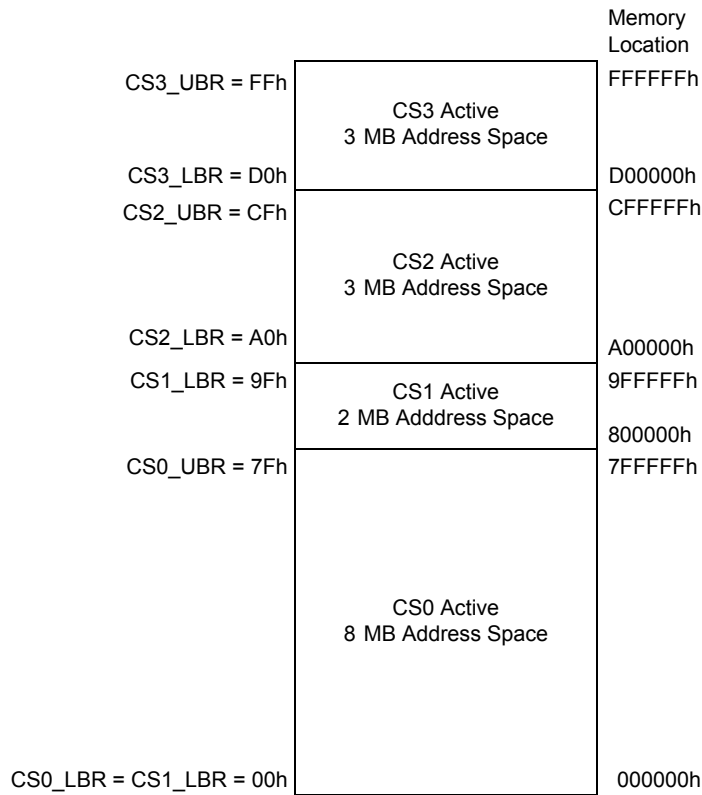 Memory
Location
CS3_UBR = FFh
FFFFFFh
CS3 Active
3 MB Address Space
CS3_LBR = D0h
D00000h
CS2_UBR = CFh
CFFFFFh
CS2 Active
3 MB Address Space
CS2_LBR = A0h
A00000h
CS1_LBR = 9Fh
9FFFFFh
CS1 Active
2 MB Adddress Space
800000h
CS0_UBR = 7Fh
7FFFFFh
CS0 Active
8 MB Address Space
CS0_LBR = CS1_LBR = 00h
000000h